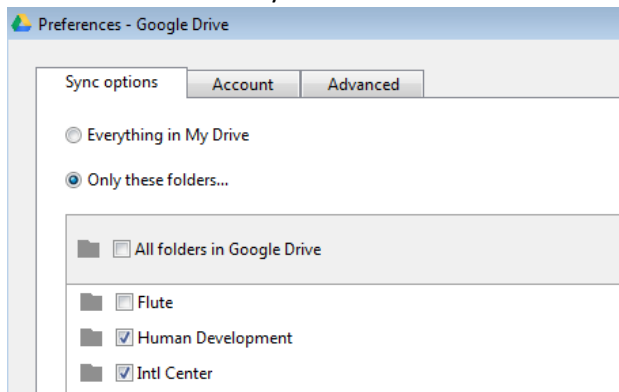 Preferences - Google Drive
Sync options Account Advanced
Everything in My Drive
Only these folders...
All folders in Google Drive
Flute
Human Development
Intl Center